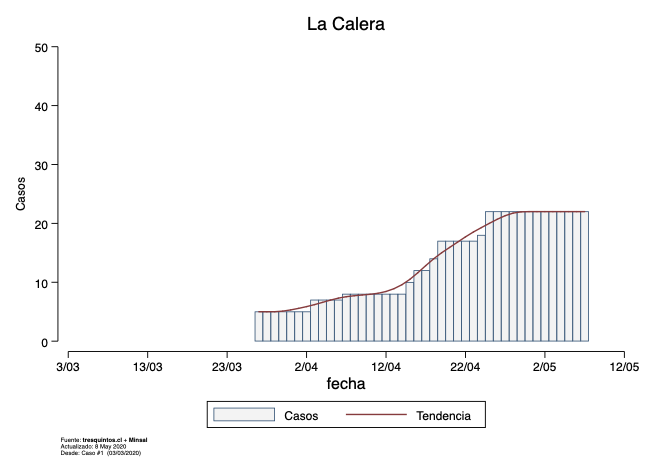 La Calera
50
40
30
20
10
0
Casos
3/03 13/03 23/03 2/04 12/04 22/04 2/05 12/05
fecha
Casos Tendencia
Fuente: tresquintos.cl + Minsal
Actualizado: 8 May 2020
Desde: Caso #1 (03/03/2020)